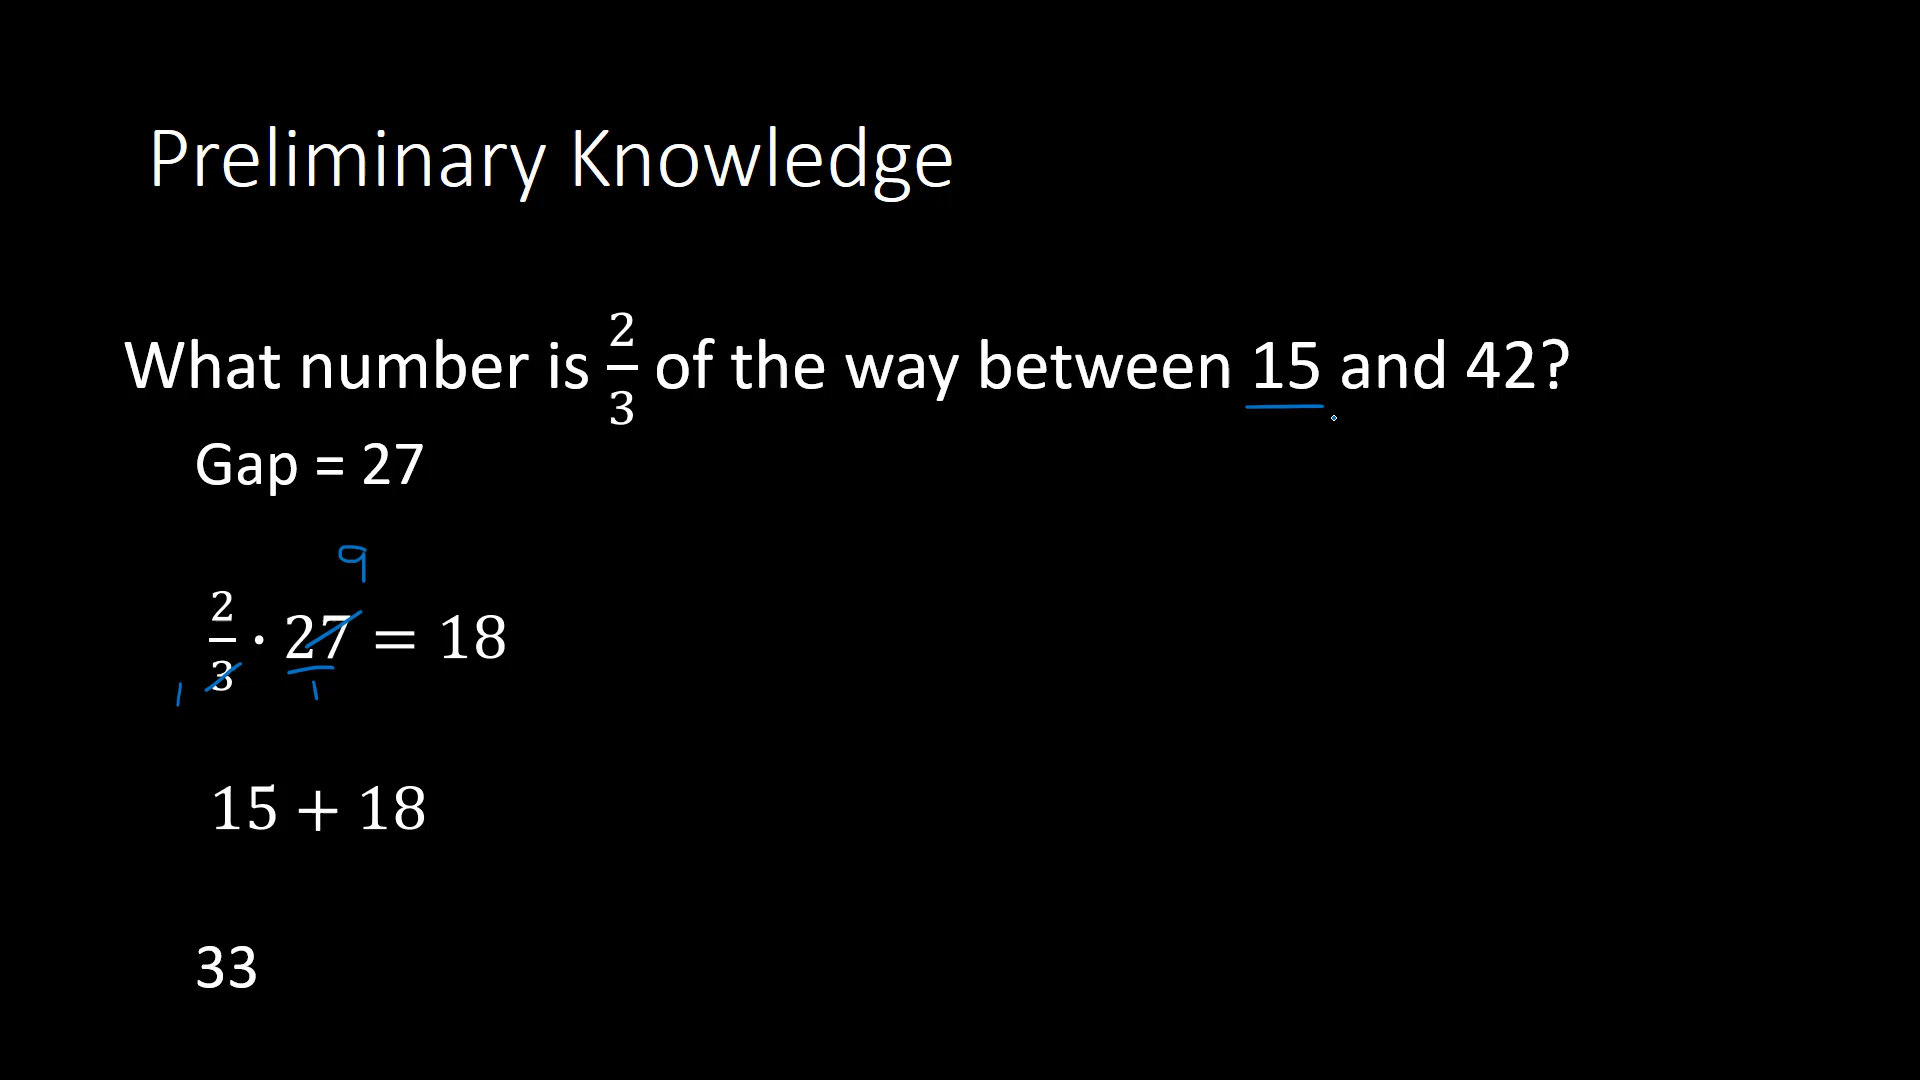 Preliminary Knowledge
What number is 2/3 of the way between 15 and 42?
Gap = 27
9
2/3 · 27 = 18
1 1
15 + 18
33